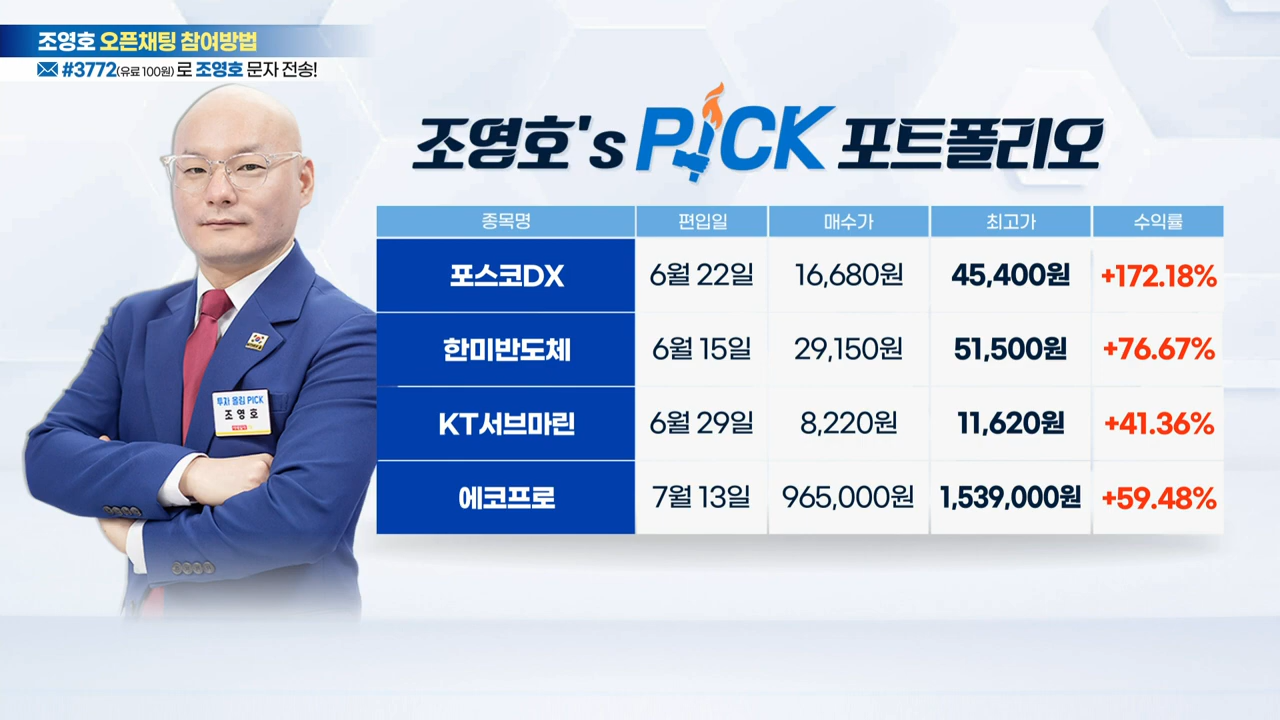 조영호 오픈채팅 참여방법
#3772(유료 100원)로 조영호 문자 전송!
조영호's PICK 포트폴리오
종목명 편입일 매수가 최고가 수익률
포스코DX 6월 22일 16,680원 45,400원 +172.18%
한미반도체 6월 15일 29,150원 51,500원 +76.67%
KT서브마린 6월 29일 8,220원 11,620원 +41.36%
에코프로 7월 13일 965,000원 1,539,000원 +59.48%
투자 올림 PICK
조영호